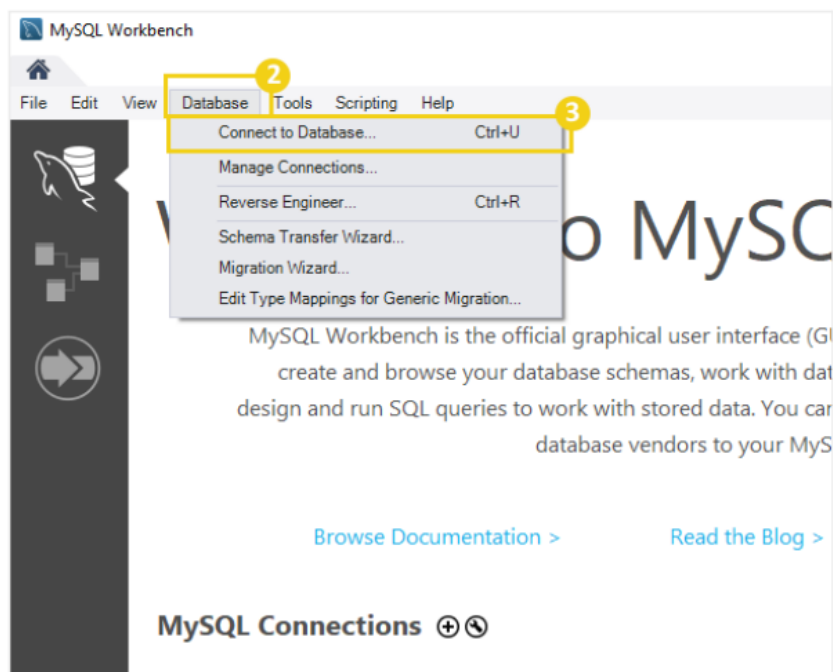 MySQL Workbench
2
File Edit View Database Tools Scripting Help
3
Connect to Database... Ctrl+U
Manage Connections...
Reverse Engineer... Ctrl+R
Schema Transfer Wizard...
Migration Wizard...
Edit Type Mappings for Generic Migration...
o MySC
MySQL Workbench is the official graphical user interface (GU
create and browse your database schemas, work with dat
design and run SQL queries to work with stored data. You car
database vendors to your MyS
Browse Documentation > Read the Blog >
MySQL Connections